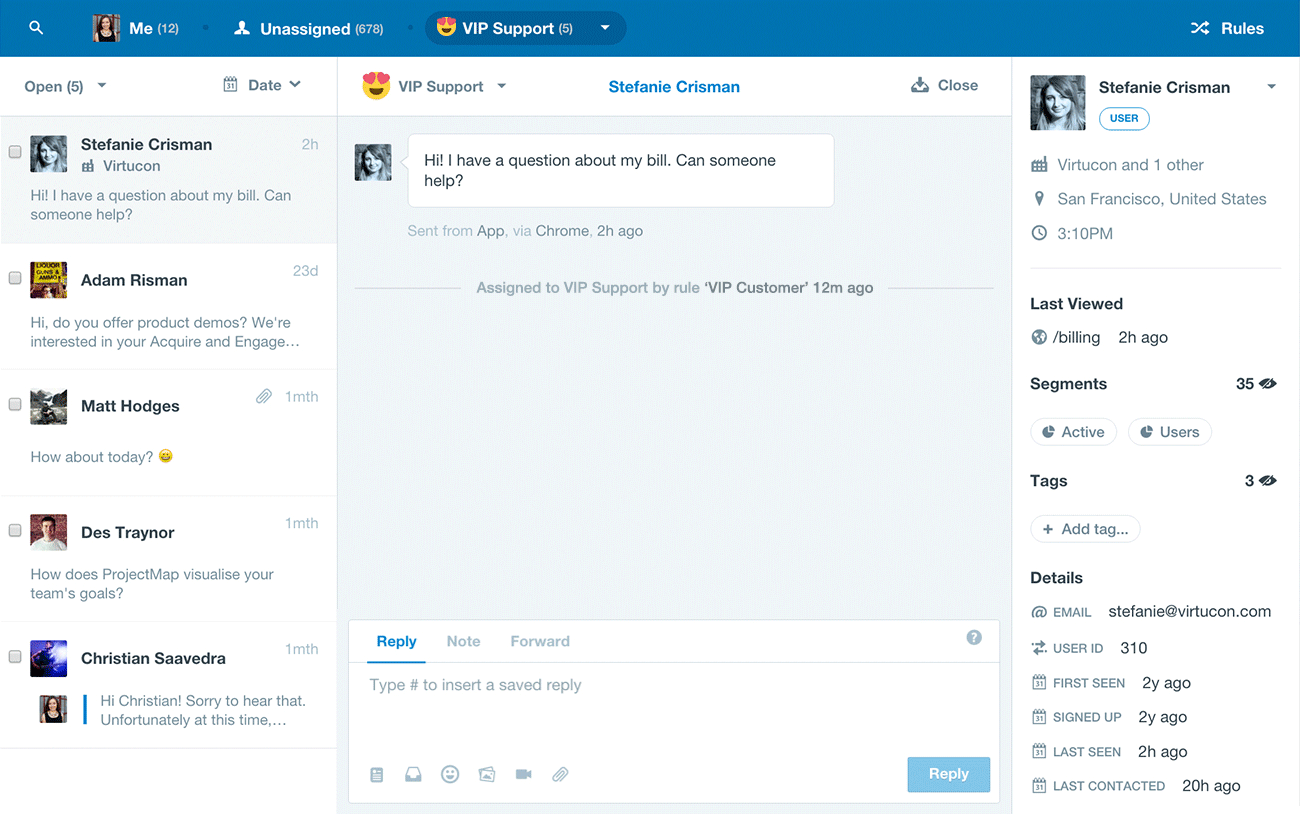 Me (12)
Unassigned (678)
VIP Support (5)
Rules
Open (5)
Date
Stefanie Crisman
2h
Virtucon
Hi! I have a question about my bill. Can
someone help?
Adam Risman
23d
Hi, do you offer product demos? We're
interested in your Acquire and Engage…
Matt Hodges
1mth
How about today?
Des Traynor
1mth
How does ProjectMap visualise your
team's goals?
Christian Saavedra
1mth
Hi Christian! Sorry to hear that.
Unfortunately at this time,…
VIP Support
Stefanie Crisman
Close
Hi! I have a question about my bill. Can someone
help?
Sent from App, via Chrome, 2h ago
Assigned to VIP Support by rule ‘VIP Customer’ 12m ago
Reply
Note
Forward
?
Type # to insert a saved reply
Reply
Stefanie Crisman
USER
Virtucon and 1 other
San Francisco, United States
3:10PM
Last Viewed
/billing 2h ago
Segments 35
Active
Users
Tags 3
+ Add tag...
Details
@ EMAIL stefanie@virtucon.com
USER ID 310
31 FIRST SEEN 2y ago
31 SIGNED UP 2y ago
31 LAST SEEN 2h ago
31 LAST CONTACTED 20h ago